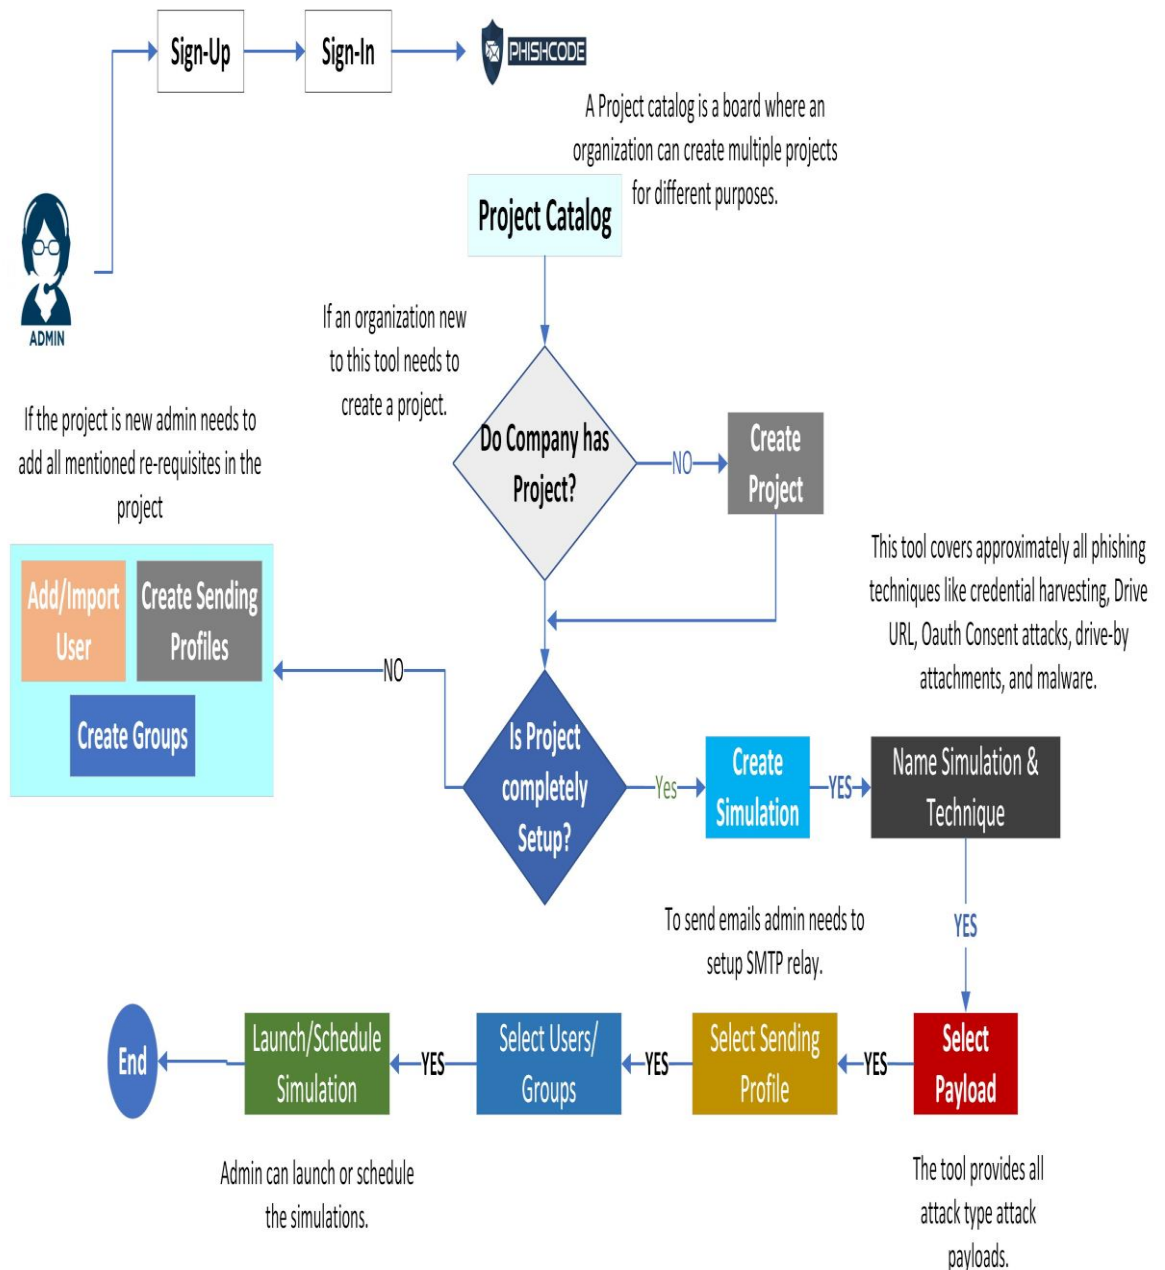 Sign-Up
Sign-In
PHISHCODE
A Project catalog is a board where an
organization can create multiple projects
for different purposes.
Project Catalog
ADMIN
If an organization new
to this tool needs to
create a project.
Do Company has
Project?
NO
Create
Project
If the project is new admin needs to
add all mentioned re-requisites in the
project
Add/Import
User
Create Sending
Profiles
Create Groups
NO
This tool covers approximately all phishing
techniques like credential harvesting, Drive
URL, Oauth Consent attacks, drive-by
attachments, and malware.
Is Project
completely
Setup?
Yes
Create
Simulation
YES
Name Simulation &
Technique
YES
To send emails admin needs to
setup SMTP relay.
Select
Payload
YES
Select Sending
Profile
YES
Select Users/
Groups
YES
Launch/Schedule
Simulation
End
Admin can launch or schedule
the simulations.
The tool provides all
attack type attack
payloads.